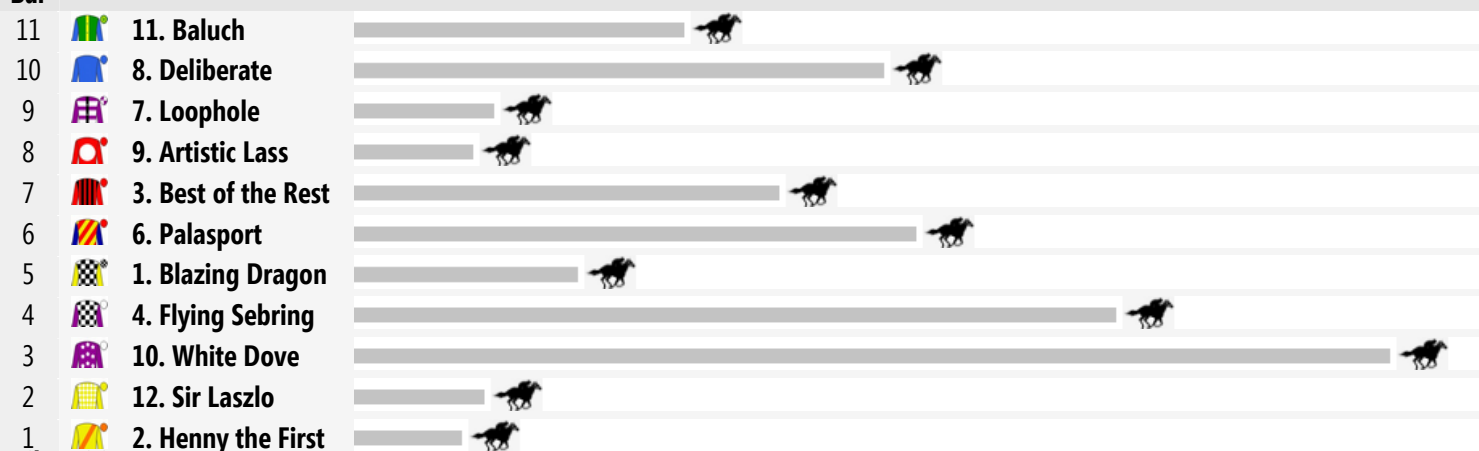 Bar
11 11. Baluch
10 8. Deliberate
9 7. Loophole
8 9. Artistic Lass
7 3. Best of the Rest
6 6. Palasport
5 1. Blazing Dragon
4 4. Flying Sebring
3 10. White Dove
2 12. Sir Laszlo
1 2. Henny the First